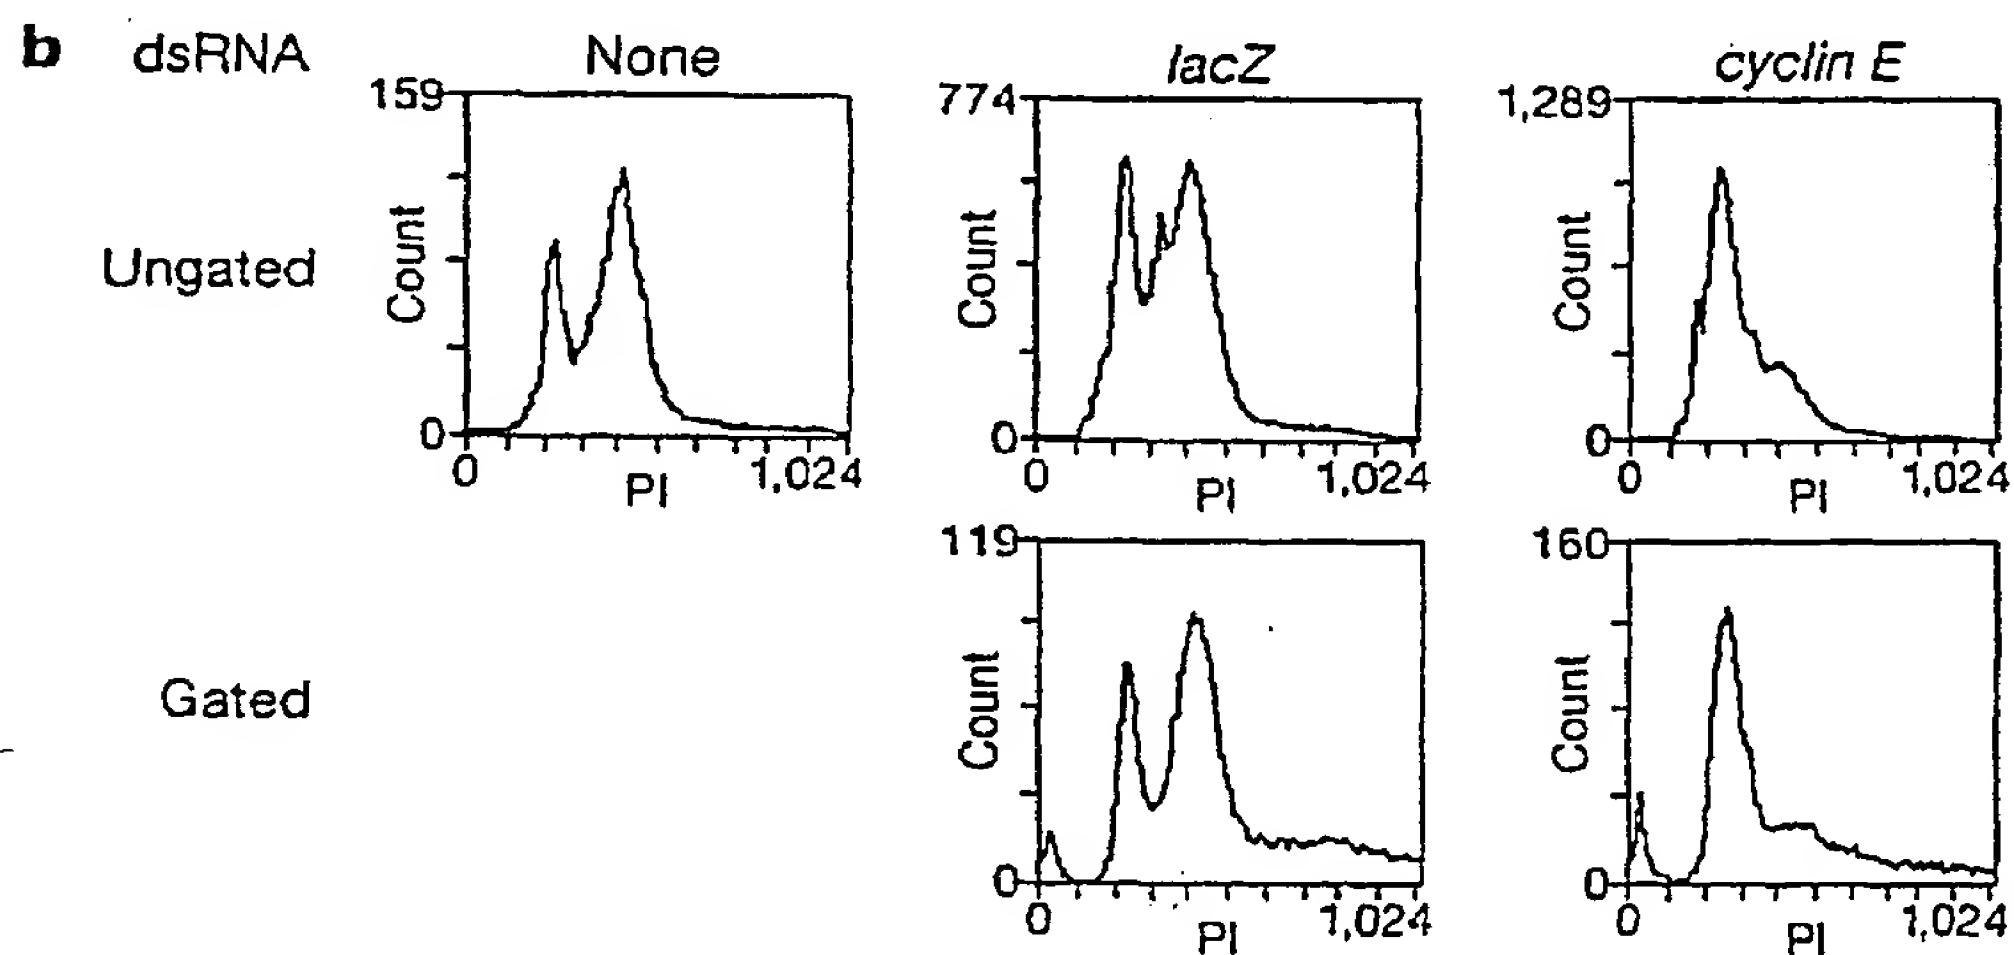 b dsRNA None lacZ cyclin E
159 774 1,289
Ungated Count Count Count
0 0 0
0 1,024 0 1,024 0 1,024
PI PI PI
119 160
Gated Count Count
0 0
0 1,024 0 1,024
PI PI